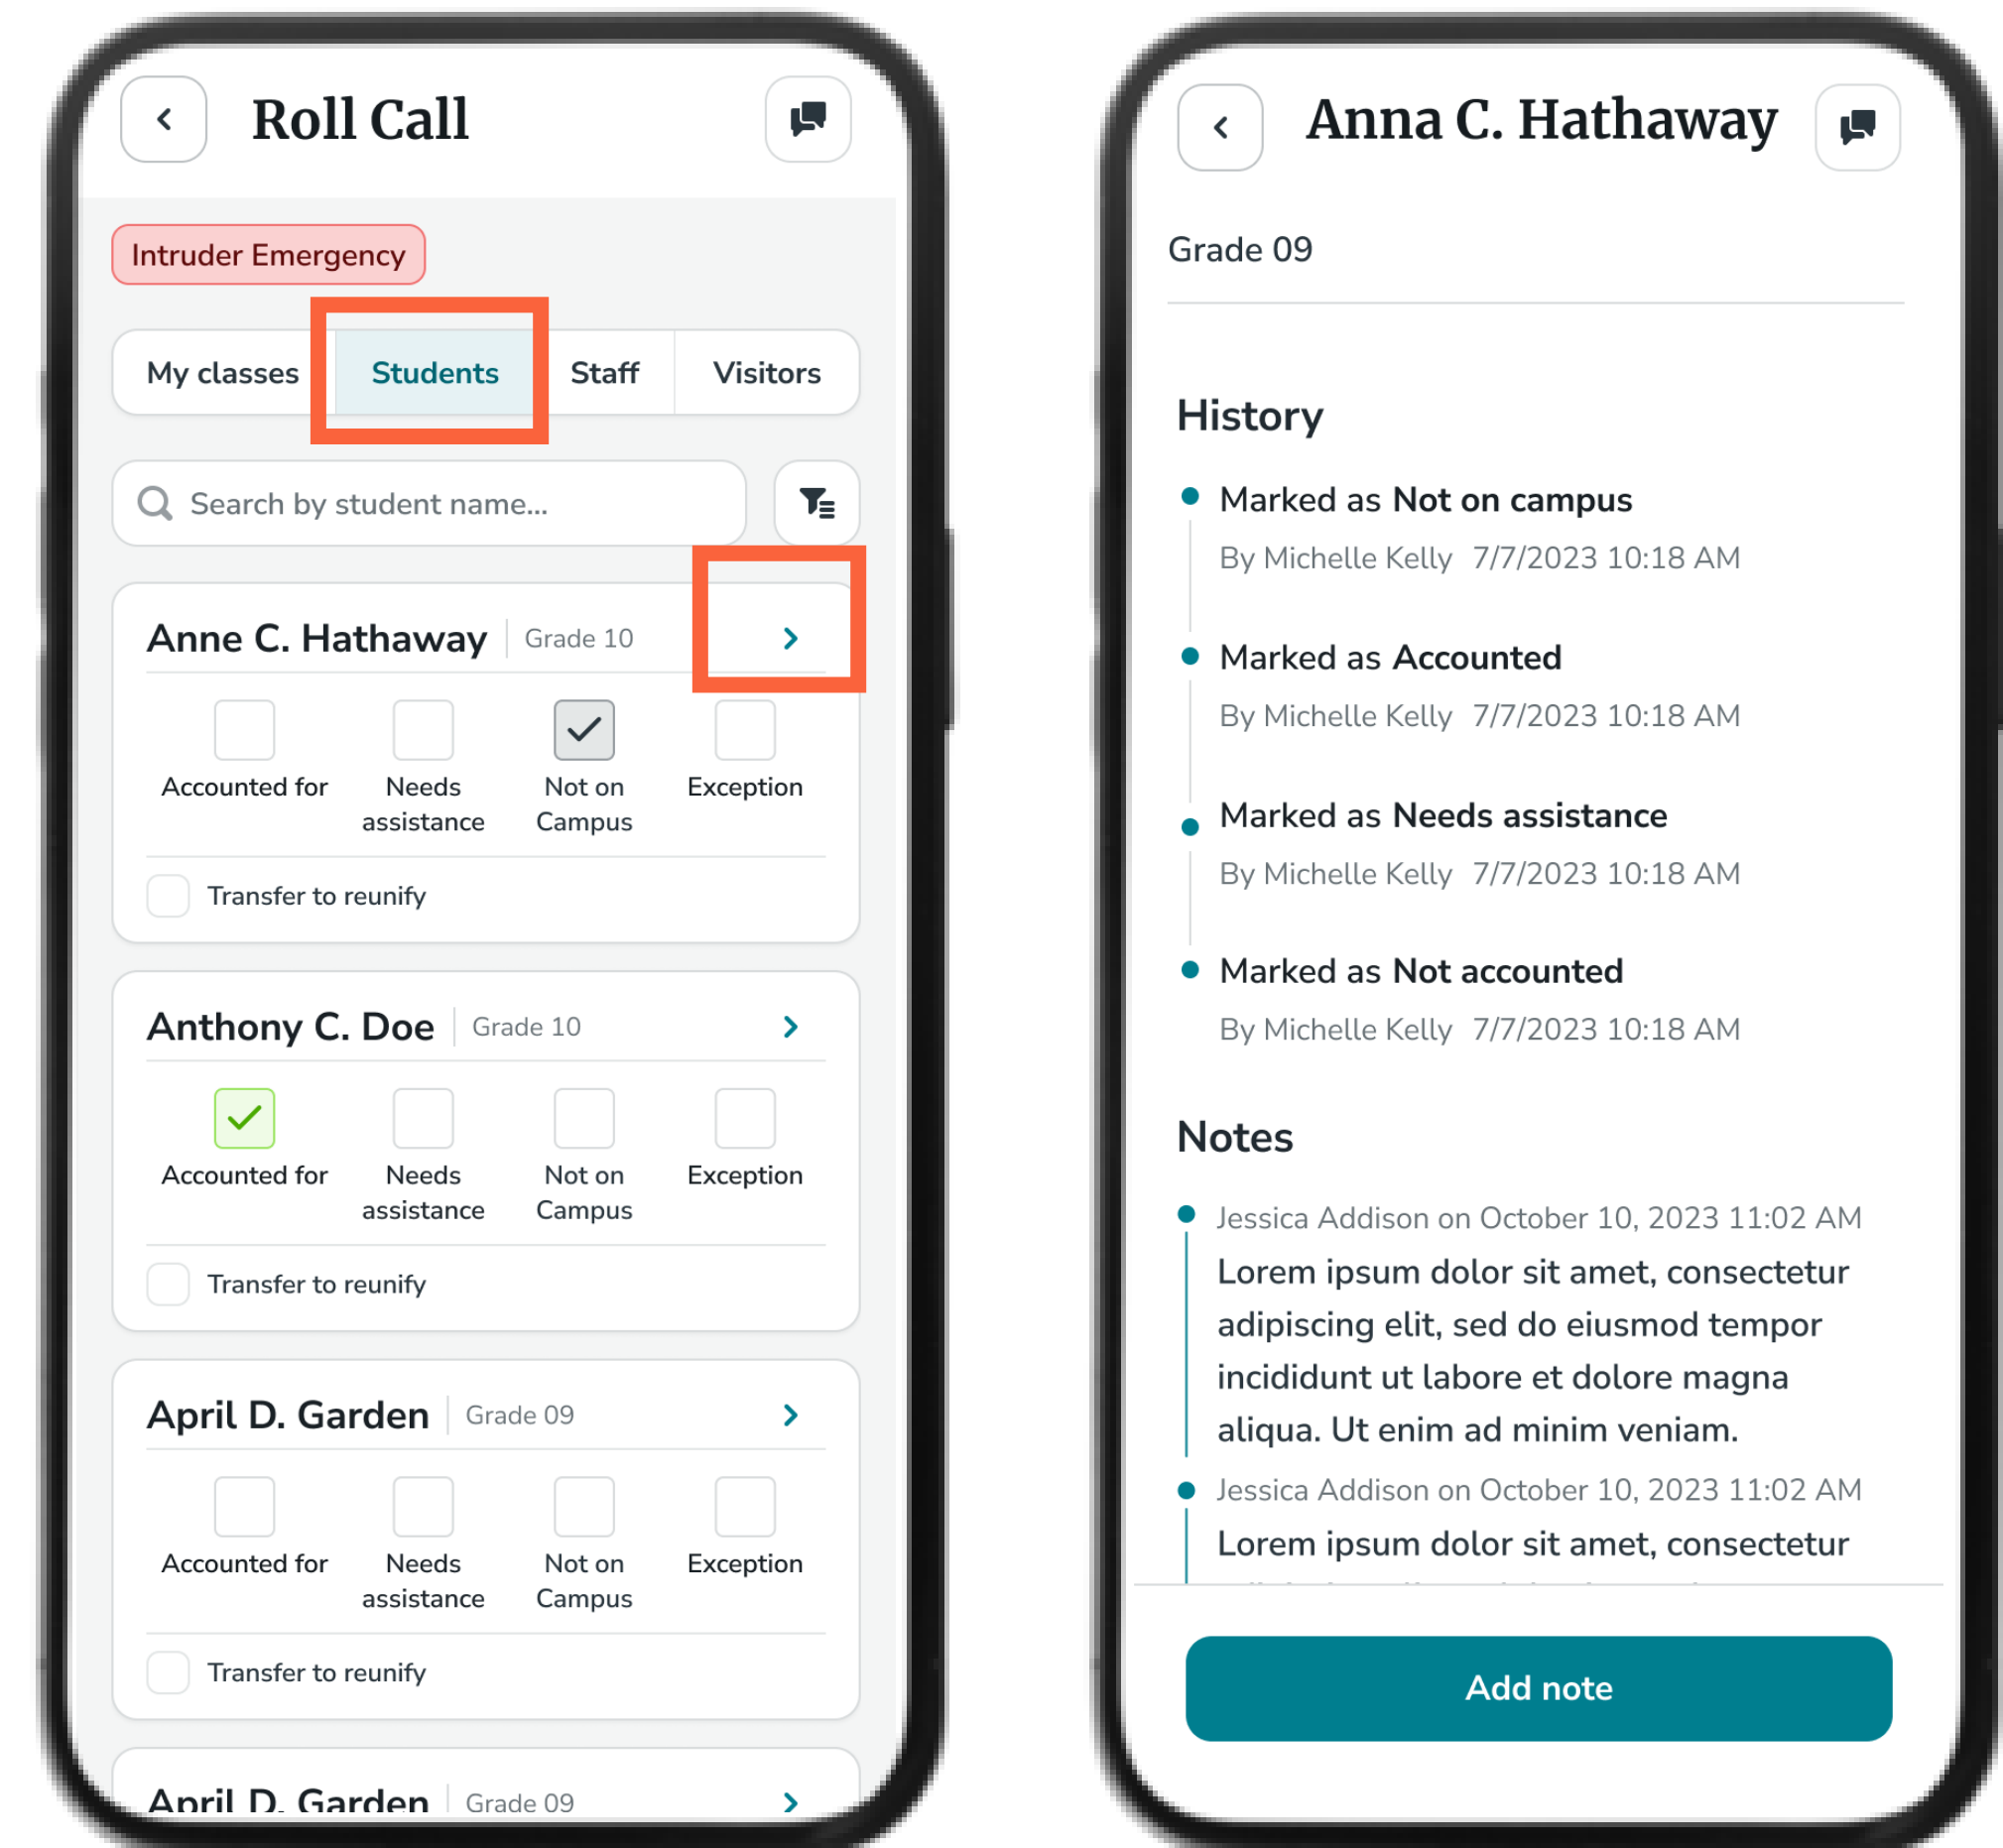 Roll Call
Intruder Emergency
My classes Students Staff Visitors
Search by student name...
Anne C. Hathaway Grade 10
Accounted for Needs assistance Not on Campus Exception
Transfer to reunify
Anthony C. Doe Grade 10
Accounted for Needs assistance Not on Campus Exception
Transfer to reunify
April D. Garden Grade 09
Accounted for Needs assistance Not on Campus Exception
Transfer to reunify
April D. Garden Grade 09
Anna C. Hathaway
Grade 09
History
Marked as Not on campus
By Michelle Kelly 7/7/2023 10:18 AM
Marked as Accounted
By Michelle Kelly 7/7/2023 10:18 AM
Marked as Needs assistance
By Michelle Kelly 7/7/2023 10:18 AM
Marked as Not accounted
By Michelle Kelly 7/7/2023 10:18 AM
Notes
Jessica Addison on October 10, 2023 11:02 AM
Lorem ipsum dolor sit amet, consectetur
adipiscing elit, sed do eiusmod tempor
incididunt ut labore et dolore magna
aliqua. Ut enim ad minim veniam.
Jessica Addison on October 10, 2023 11:02 AM
Lorem ipsum dolor sit amet, consectetur
Add note